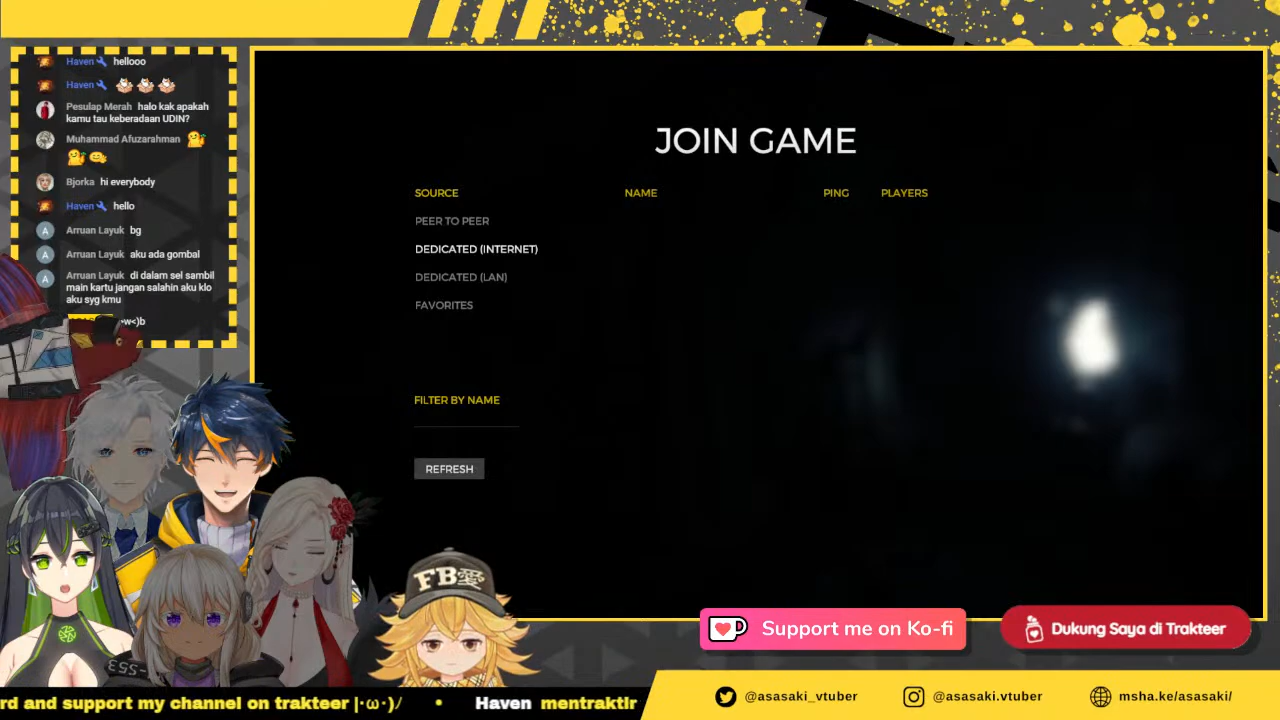 Haven hellooo
Haven
Pesulap Merah halo kak apakah
kamu tau keberadaan UDIN?
Muhammad Afuzarahman
Bjorka hi everybody
Haven hello
A Arruan Layuk bg
A Arruan Layuk aku ada gombal
A Arruan Layuk di dalam sel sambil
main kartu jangan salahin aku klo
aku syg kmu
w<)b
JOIN GAME
SOURCE NAME PING PLAYERS
PEER TO PEER
DEDICATED (INTERNET)
DEDICATED (LAN)
FAVORITES
FILTER BY NAME
REFRESH
FB愛
Support me on Ko-fi
Dukung Saya di Trakteer
rd and support my channel on trakteer |·ω·)ﾉ • Haven mentraktir
@asasaki_vtuber @asasaki.vtuber msha.ke/asasaki/